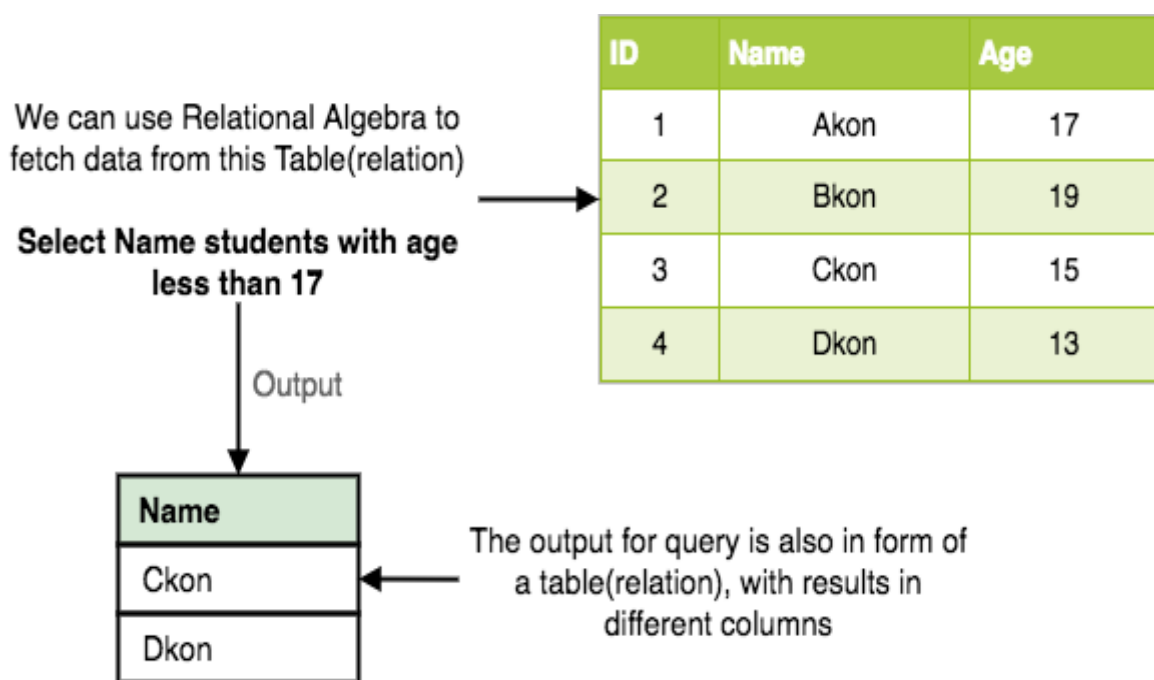 We can use Relational Algebra to
fetch data from this Table(relation)
Select Name students with age
less than 17
ID Name Age
1 Akon 17
2 Bkon 19
3 Ckon 15
4 Dkon 13
Output
Name
Ckon
Dkon
The output for query is also in form of
a table(relation), with results in
different columns